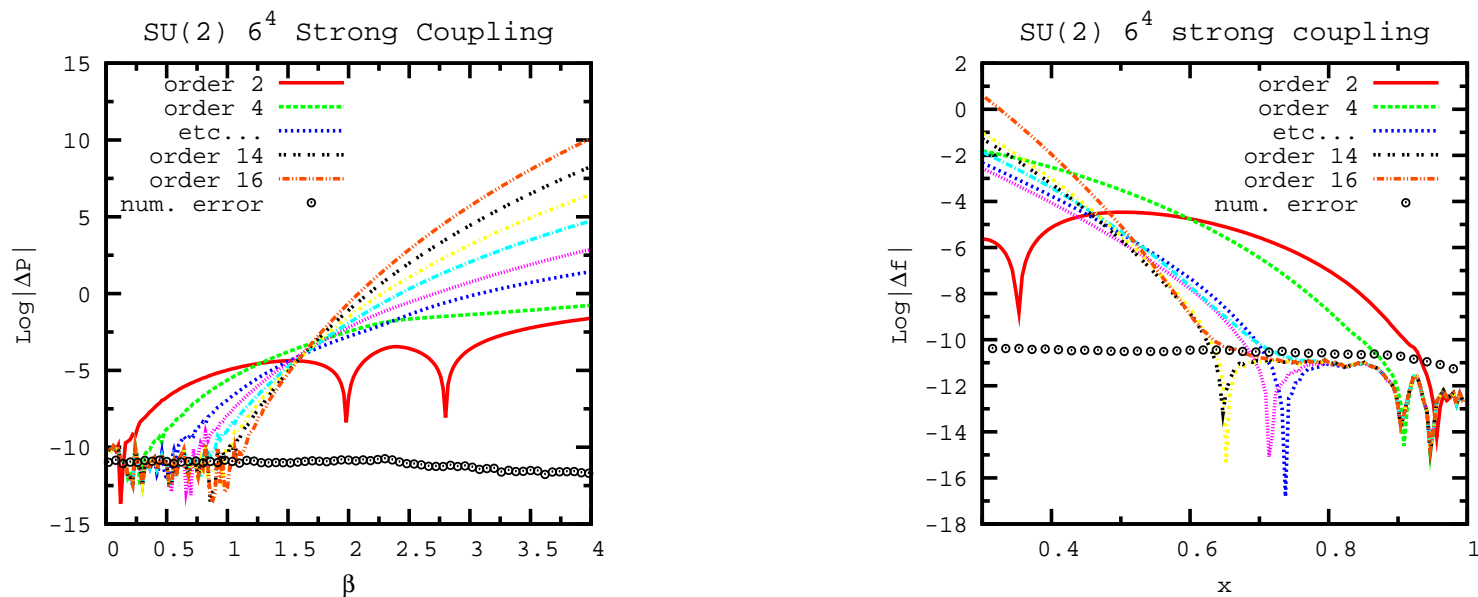 SU(2) 6^4 Strong Coupling
Log|ΔP|
15
10
5
0
-5
-10
-15
order 2
order 4
etc...
order 14
order 16
num. error
0 0.5 1 1.5 2 2.5 3 3.5 4
β
SU(2) 6^4 strong coupling
Log|Δf|
2
0
-2
-4
-6
-8
-10
-12
-14
-16
-18
order 2
order 4
etc...
order 14
order 16
num. error
0.4 0.6 0.8 1
x